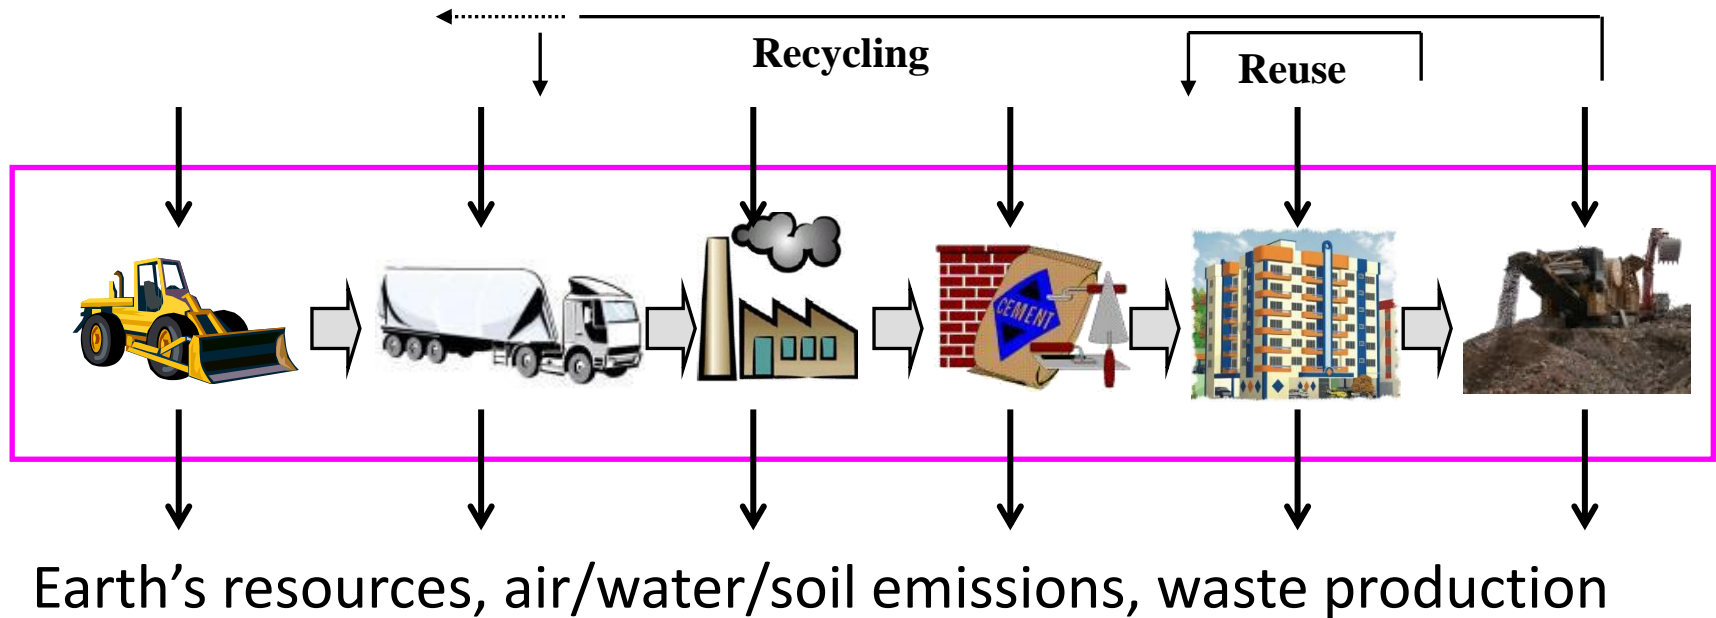 Recycling
Reuse
CEMENT
Earth's resources, air/water/soil emissions, waste production